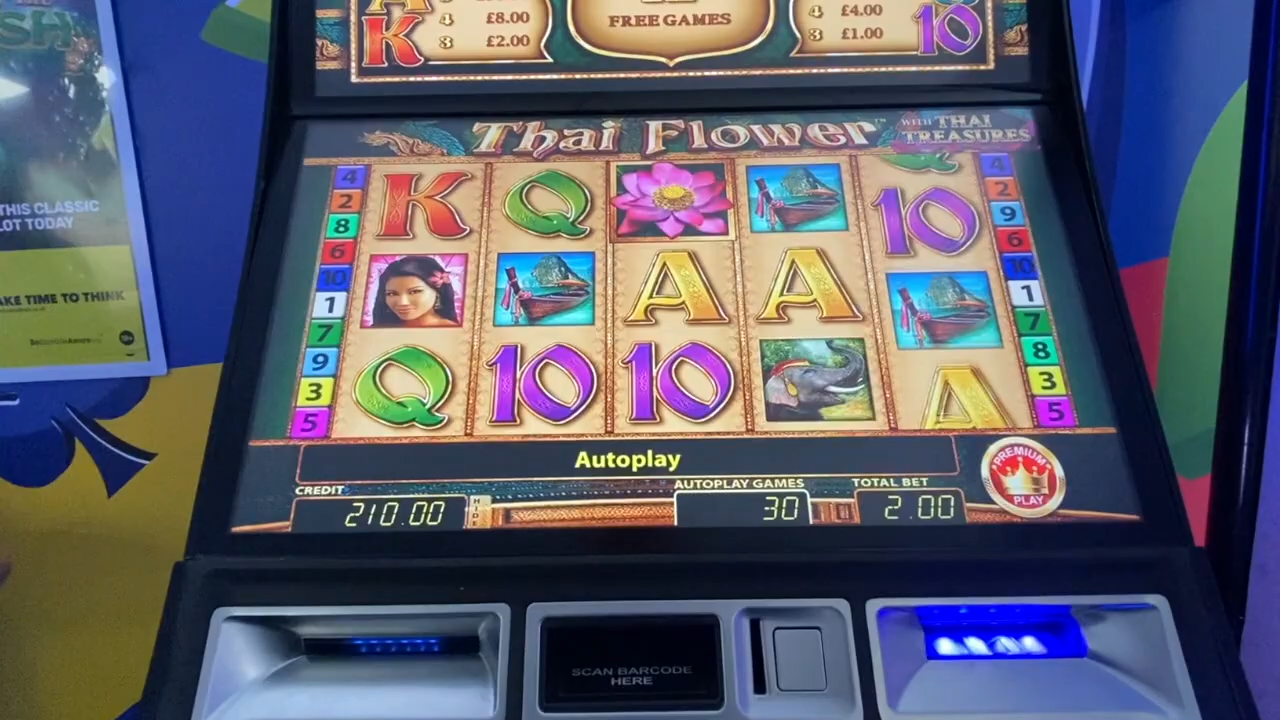 K
4 £8.00
3 £2.00
FREE GAMES
4 £4.00
3 £1.00
10
THIS CLASSIC
LOT TODAY
AKE TIME TO THINK
Thai Flower™
WITH THAI
TREASURES
4
2
8
6
10
1
7
9
3
5
K Q 10
A A
Q 10 10 A
4
2
9
6
10
1
7
8
3
5
Autoplay
PREMIUM
PLAY
CREDIT
210.00
HIDE
AUTOPLAY GAMES
30
TOTAL BET
2.00
SCAN BARCODE
HERE